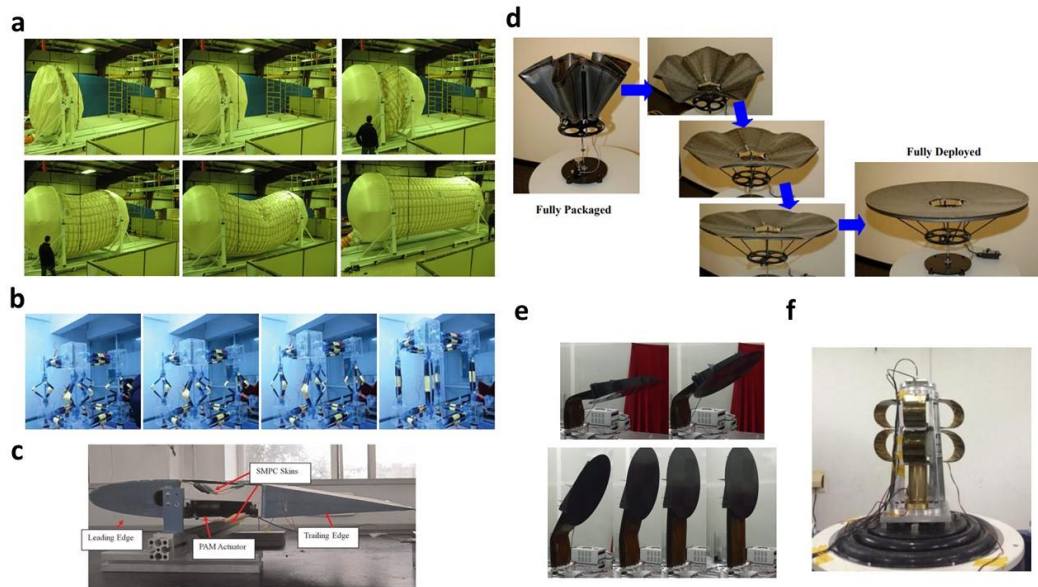 a
d
Fully Packaged
Fully Deployed
b
e
f
c
SMPC Skins
Leading Edge
PAM Actuator
Trailing Edge